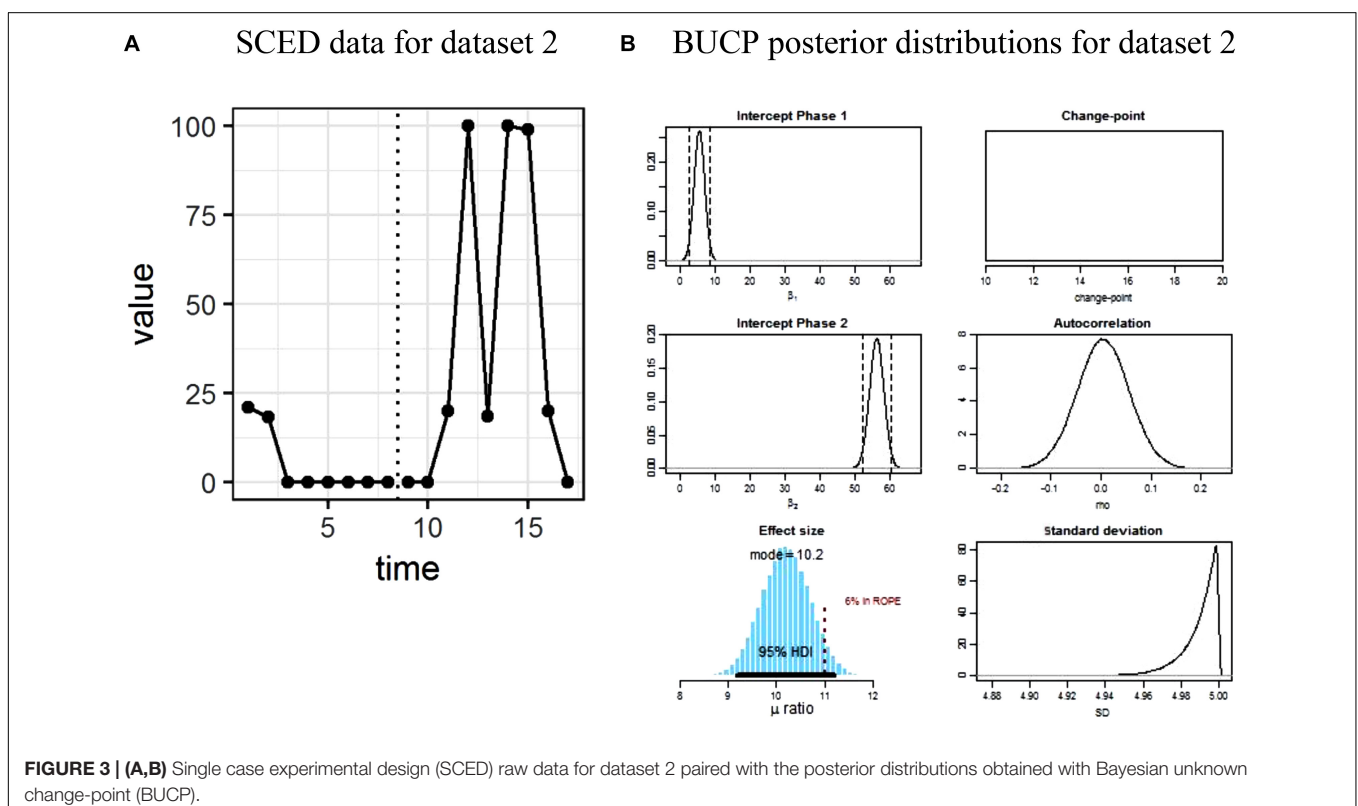 A SCED data for dataset 2
B BUCP posterior distributions for dataset 2
100
75
50
25
0
value
5 10 15
time
Intercept Phase 1
0.20
0.10
0.00
0 10 20 30 40 50 60
β1
Change-point
10 12 14 16 18 20
change-point
Intercept Phase 2
0.20
0.15
0.10
0.05
0.00
0 10 20 30 40 50 60
β2
Autocorrelation
8
6
4
2
0
-0.2 -0.1 0.0 0.1 0.2
rho
Effect size
mode = 10.2
6% in ROPE
95% HDI
8 9 10 11 12
μ ratio
Standard deviation
80
60
40
20
0
4.88 4.90 4.92 4.94 4.96 4.98 5.00
SD
FIGURE 3 | (A,B) Single case experimental design (SCED) raw data for dataset 2 paired with the posterior distributions obtained with Bayesian unknown
change-point (BUCP).